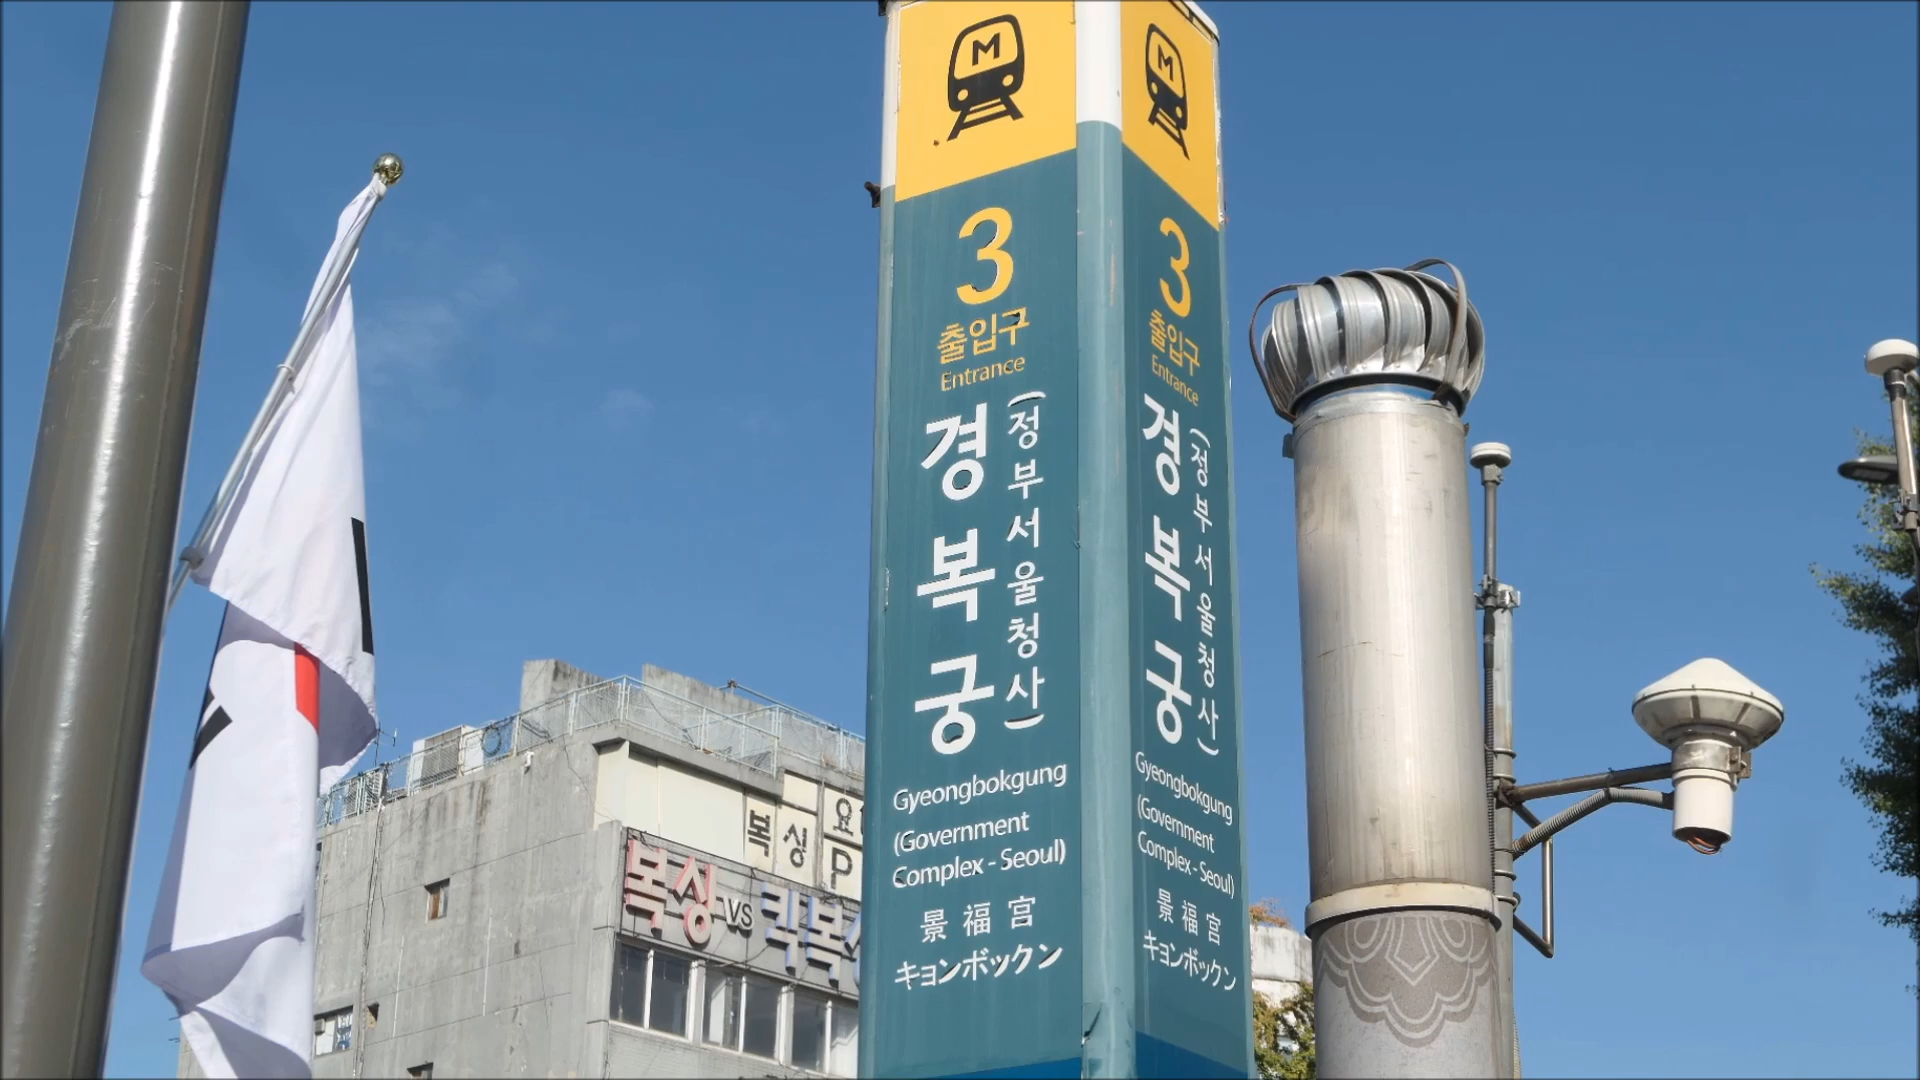 M
3
출입구
Entrance
경복궁
(정부서울청사)
Gyeongbokgung
(Government
Complex - Seoul)
景福宮
キョンボックン
M
3
출입구
Entrance
경복궁
(정부서울청사)
Gyeongbokgung
(Government
Complex - Seoul)
景福宮
キョンボックン
복싱
복싱 vs 킥복싱